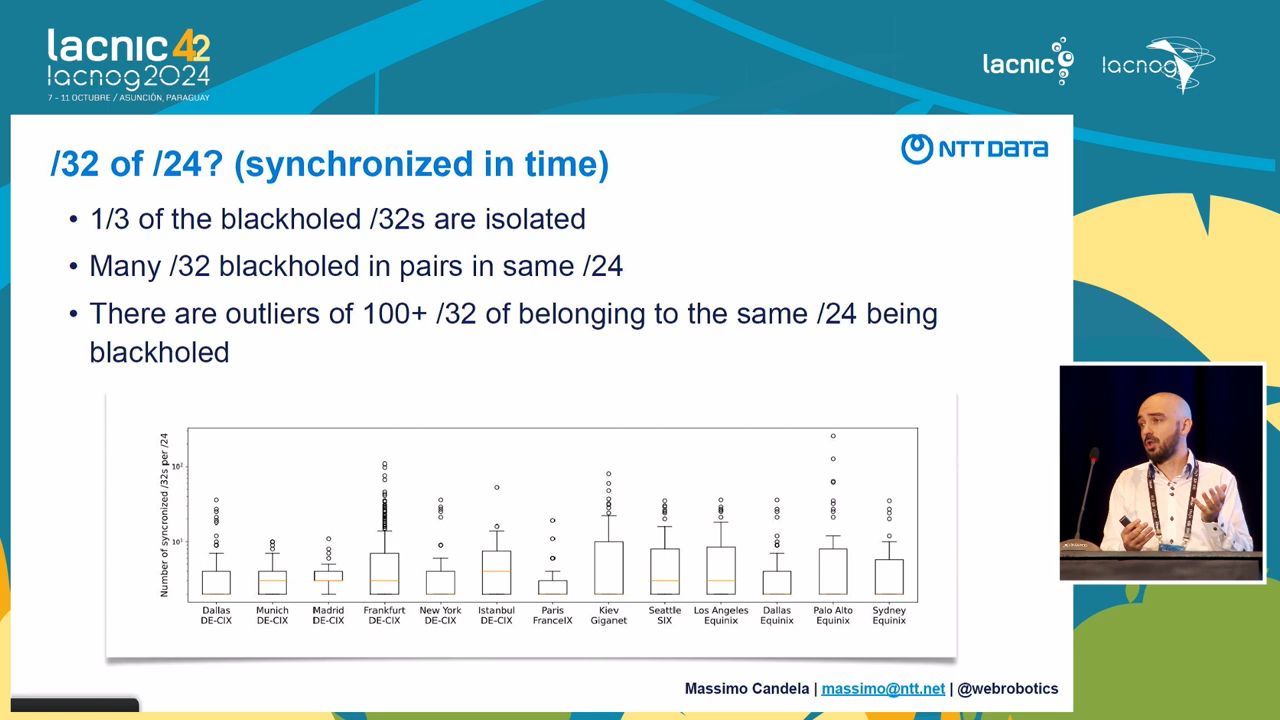 lacnic 42
lacnog2024
7 - 11 OCTUBRE / ASUNCIÓN, PARAGUAY
lacnic
lacnog
/32 of /24? (synchronized in time)
NTT DATA
• 1/3 of the blackholed /32s are isolated
• Many /32 blackholed in pairs in same /24
• There are outliers of 100+ /32 of belonging to the same /24 being
blackholed
Number of syncronized /32s per /24
10²
10¹
Dallas DE-CIX
Munich DE-CIX
Madrid DE-CIX
Frankfurt DE-CIX
New York DE-CIX
Istanbul DE-CIX
Paris FranceIX
Kiev Giganet
Seattle SIX
Los Angeles Equinix
Dallas Equinix
Palo Alto Equinix
Sydney Equinix
Massimo Candela | massimo@ntt.net | @webrobotics